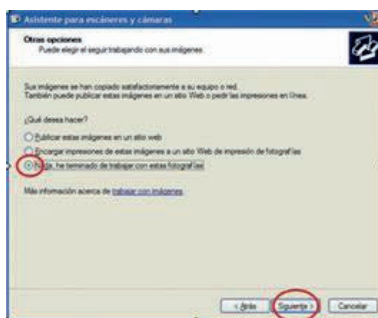 Asistente para escáneres y cámaras
Otras opciones
Puede elegir el seguir trabajando con sus imágenes.
Sus imágenes se han copiado satisfactoriamente a su equipo o red.
También puede publicar estas imágenes en un sitio Web o pedir las impresiones en línea.
¿Qué desea hacer?
Publicar estas imágenes en un sitio web
Encargar impresiones de estas imágenes a un sitio Web de impresión de fotografías
Nada, he terminado de trabajar con estas fotografías
Más información acerca de trabajar con imágenes.
< Atrás Siguiente > Cancelar